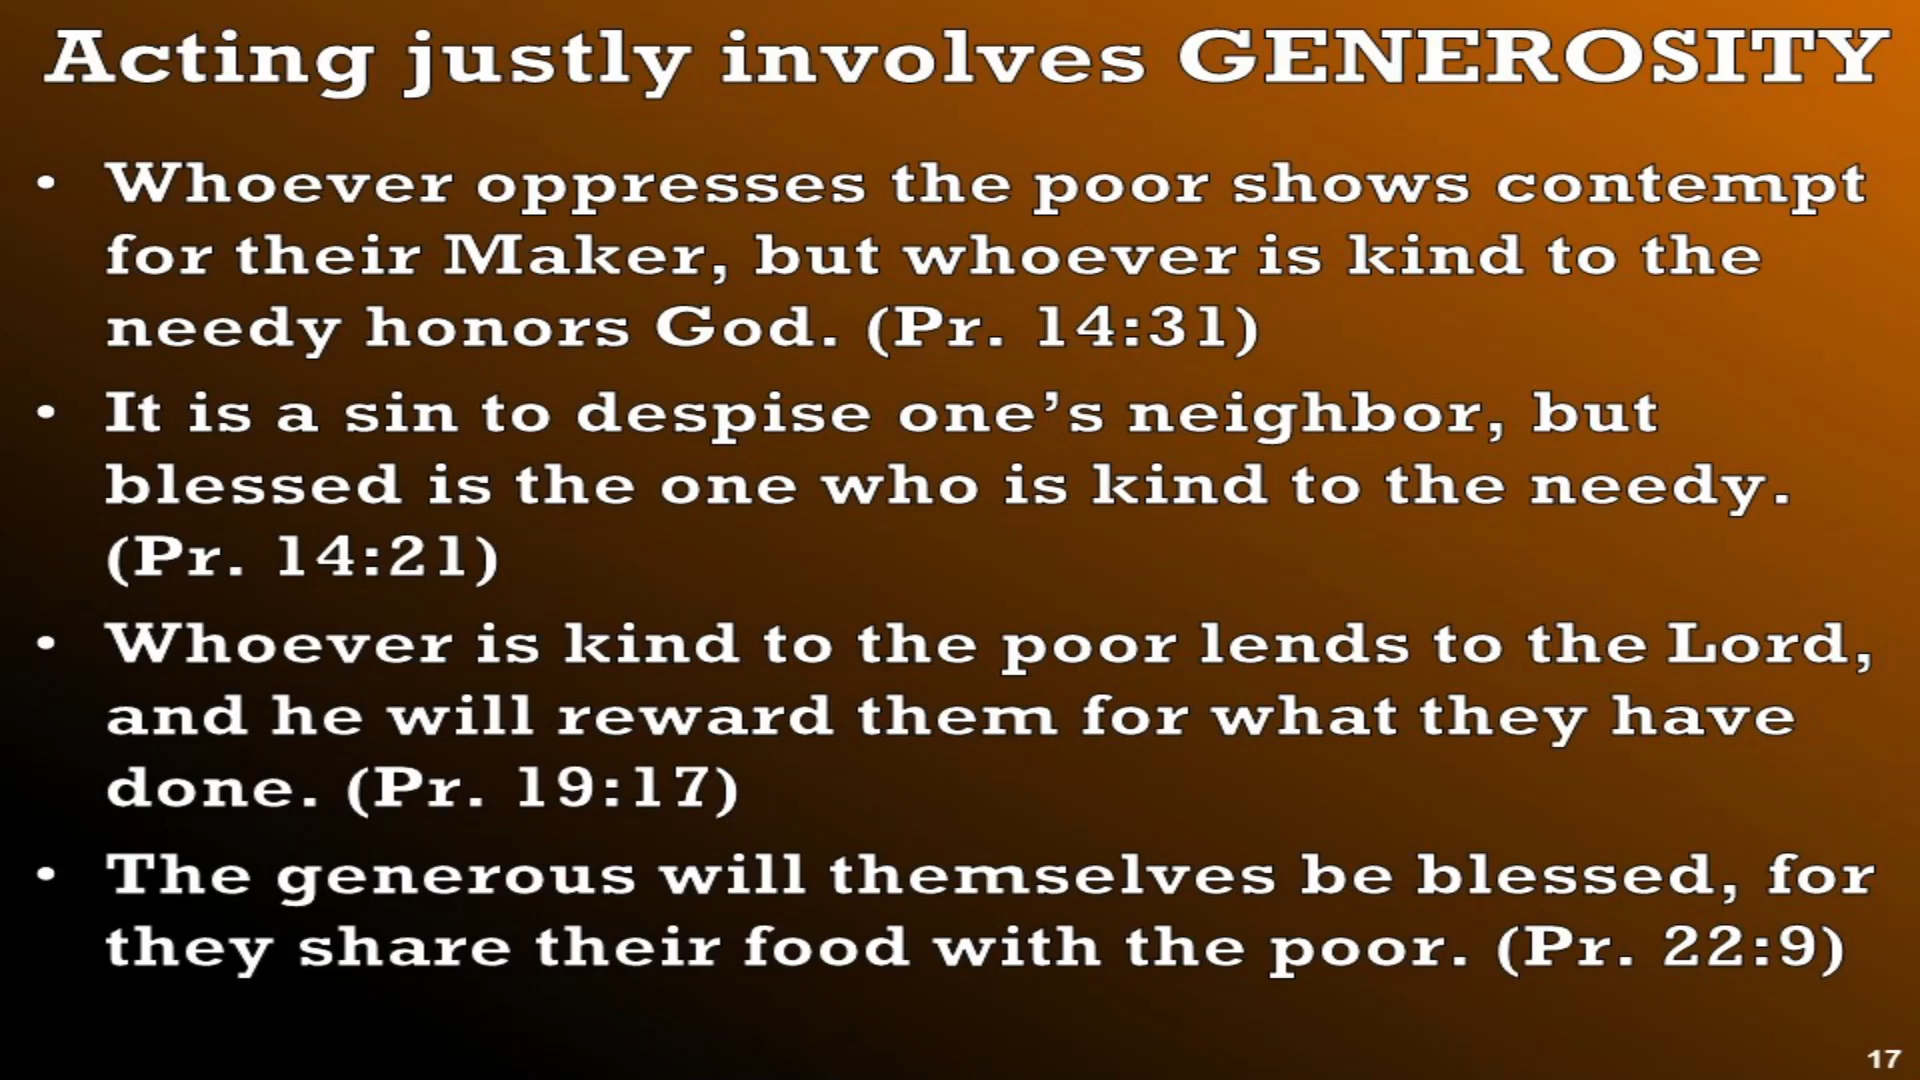 Acting justly involves GENEROSITY
• Whoever oppresses the poor shows contempt
for their Maker, but whoever is kind to the
needy honors God. (Pr. 14:31)
• It is a sin to despise one’s neighbor, but
blessed is the one who is kind to the needy.
(Pr. 14:21)
• Whoever is kind to the poor lends to the Lord,
and he will reward them for what they have
done. (Pr. 19:17)
• The generous will themselves be blessed, for
they share their food with the poor. (Pr. 22:9)
17